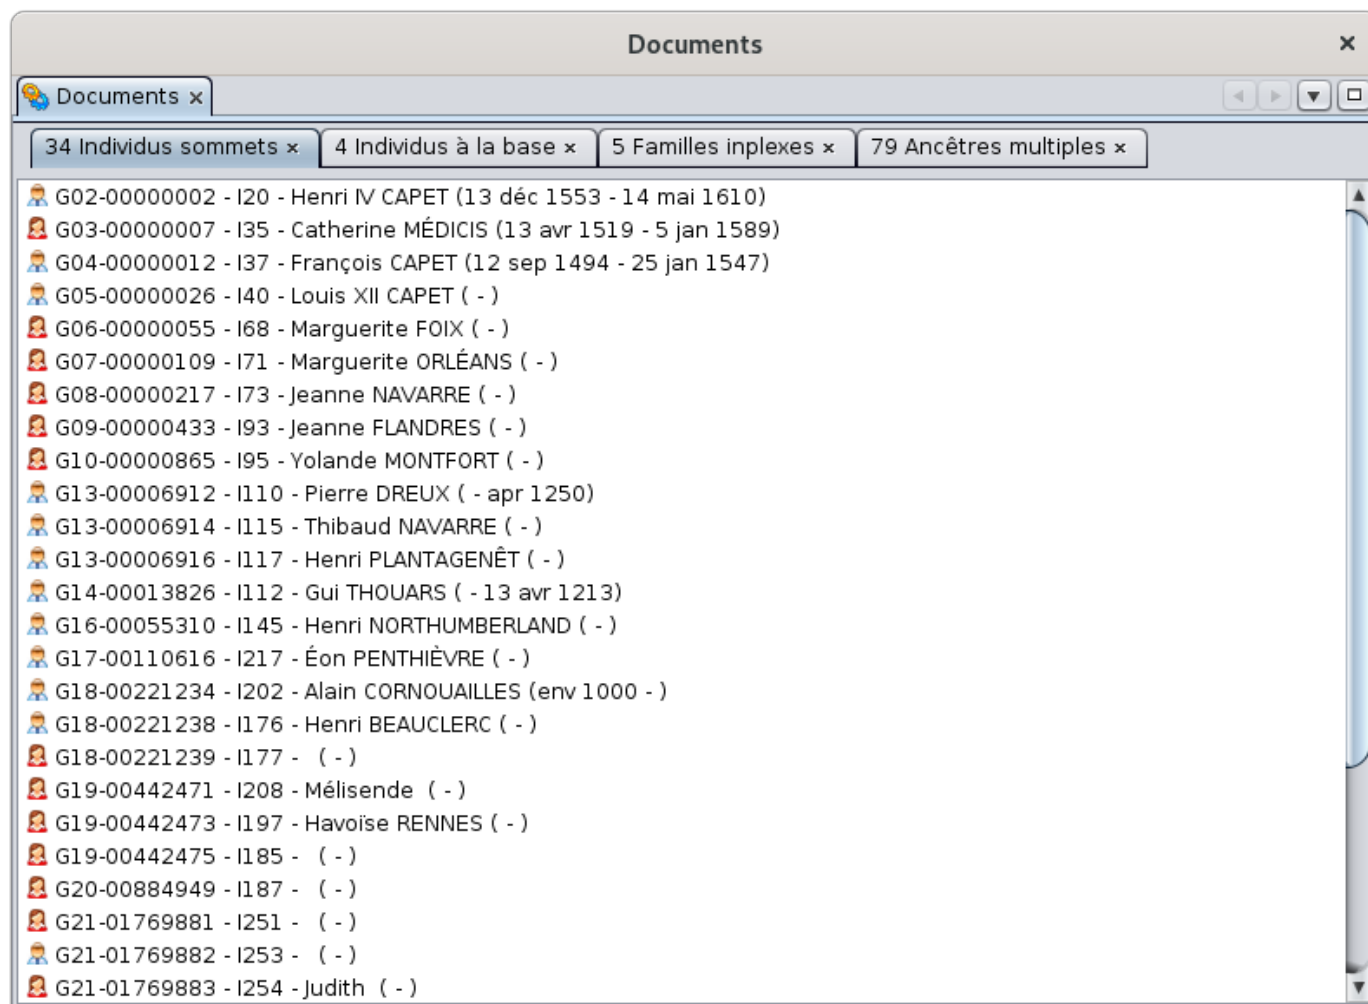 Documents ×
Documents ×
34 Individus sommets × 4 Individus à la base × 5 Familles inplexes × 79 Ancêtres multiples ×
G02-00000002 - I20 - Henri IV CAPET (13 déc 1553 - 14 mai 1610)
G03-00000007 - I35 - Catherine MÉDICIS (13 avr 1519 - 5 jan 1589)
G04-00000012 - I37 - François CAPET (12 sep 1494 - 25 jan 1547)
G05-00000026 - I40 - Louis XII CAPET ( - )
G06-00000055 - I68 - Marguerite FOIX ( - )
G07-00000109 - I71 - Marguerite ORLÉANS ( - )
G08-00000217 - I73 - Jeanne NAVARRE ( - )
G09-00000433 - I93 - Jeanne FLANDRES ( - )
G10-00000865 - I95 - Yolande MONTFORT ( - )
G13-00006912 - I110 - Pierre DREUX ( - apr 1250)
G13-00006914 - I115 - Thibaud NAVARRE ( - )
G13-00006916 - I117 - Henri PLANTAGENÊT ( - )
G14-00013826 - I112 - Gui THOUARS ( - 13 avr 1213)
G16-00055310 - I145 - Henri NORTHUMBERLAND ( - )
G17-00110616 - I217 - Éon PENTHIÈVRE ( - )
G18-00221234 - I202 - Alain CORNOUAILLES (env 1000 - )
G18-00221238 - I176 - Henri BEAUCLERC ( - )
G18-00221239 - I177 -  ( - )
G19-00442471 - I208 - Mélisende  ( - )
G19-00442473 - I197 - Havoïse RENNES ( - )
G19-00442475 - I185 -  ( - )
G20-00884949 - I187 -  ( - )
G21-01769881 - I251 -  ( - )
G21-01769882 - I253 -  ( - )
G21-01769883 - I254 - Judith  ( - )